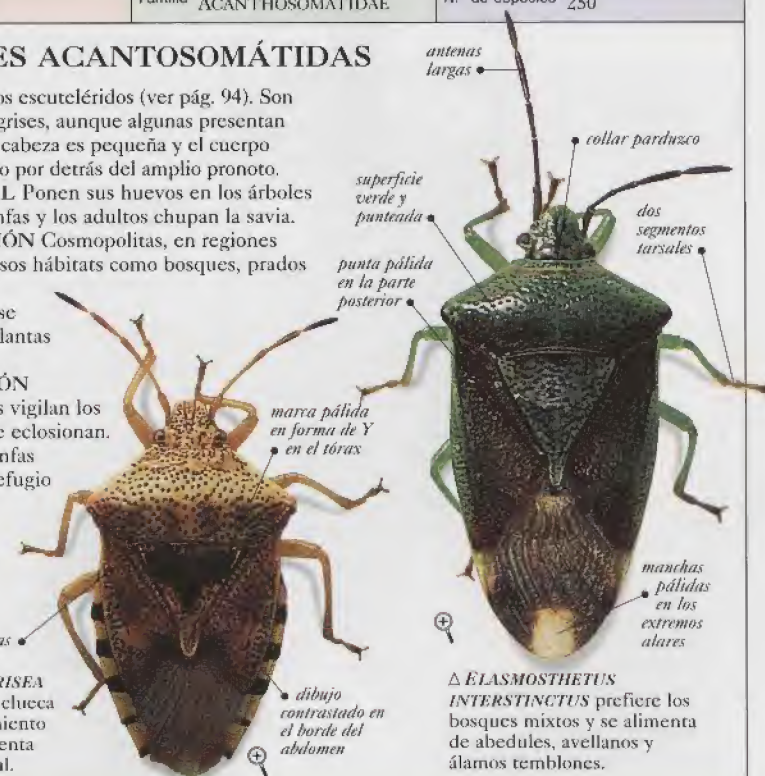 Familia ACANTHOSOMATIDAE
N.º de especies 250
ES ACANTOSOMÁTIDAS
os escuteléridos (ver pág. 94). Son
grises, aunque algunas presentan
cabeza es pequeña y el cuerpo
o por detrás del amplio pronoto.
L Ponen sus huevos en los árboles
nfas y los adultos chupan la savia.
IÓN Cosmopolitas, en regiones
sos hábitats como bosques, prados
se
lantas
ÓN
s vigilan los
e eclosionan.
nfas
efugio
as
RISEA
clueca
iento
enta
al.
antenas
largas
collar parduzco
superficie
verde y
punteada
dos
segmentos
tarsales
punta pálida
en la parte
posterior
marca pálida
en forma de Y
en el tórax
manchas
pálidas
en los
extremos
alares
dibujo
contrastado en
el borde del
abdomen
Δ ELASMOSTHETUS
INTERSTINCTUS prefiere los
bosques mixtos y se alimenta
de abedules, avellanos y
álamos temblones.